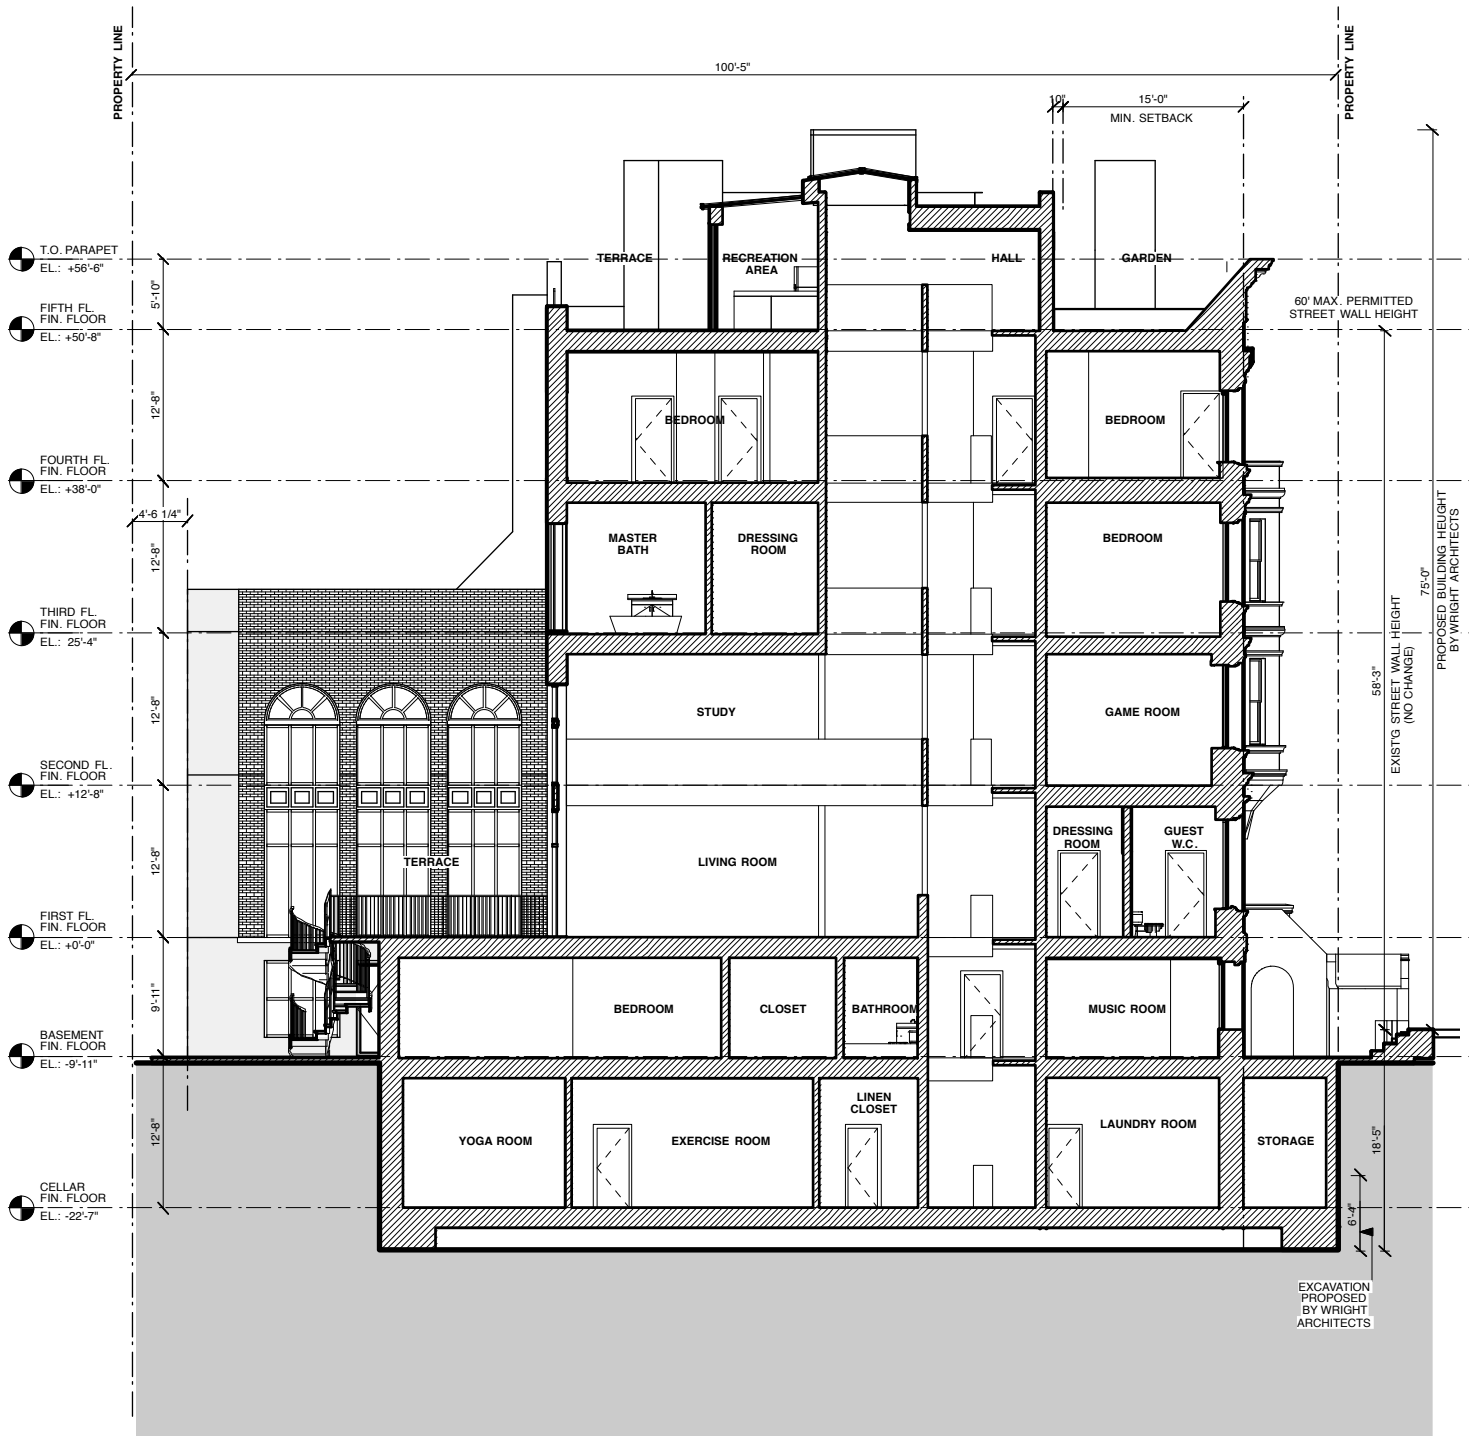 PROPERTY LINE
PROPERTY LINE
100'-5"
10"
15'-0"
MIN. SETBACK
T.O. PARAPET
EL.: +56'-6"
TERRACE
RECREATION
AREA
HALL
GARDEN
5'-10"
60' MAX. PERMITTED
STREET WALL HEIGHT
FIFTH FL.
FIN. FLOOR
EL.: +50'-8"
12'-8"
BEDROOM
BEDROOM
FOURTH FL.
FIN. FLOOR
EL.: +38'-0"
4'-6 1/4"
12'-8"
MASTER
BATH
DRESSING
ROOM
BEDROOM
75'-0"
PROPOSED BUILDING HEUGHT
BY WRIGHT ARCHITECTS
THIRD FL.
FIN. FLOOR
EL.: 25'-4"
58'-3"
EXIST'G STREET WALL HEIGHT
(NO CHANGE)
12'-8"
STUDY
GAME ROOM
SECOND FL.
FIN. FLOOR
EL.: +12'-8"
12'-8"
TERRACE
LIVING ROOM
DRESSING
ROOM
GUEST
W.C.
FIRST FL.
FIN. FLOOR
EL.: +0'-0"
9'-11"
BEDROOM
CLOSET
BATHROOM
MUSIC ROOM
BASEMENT
FIN. FLOOR
EL.: -9'-11"
12'-8"
YOGA ROOM
EXERCISE ROOM
LINEN
CLOSET
LAUNDRY ROOM
STORAGE
18'-5"
CELLAR
FIN. FLOOR
EL.: -22'-7"
6'-4"
EXCAVATION
PROPOSED
BY WRIGHT
ARCHITECTS